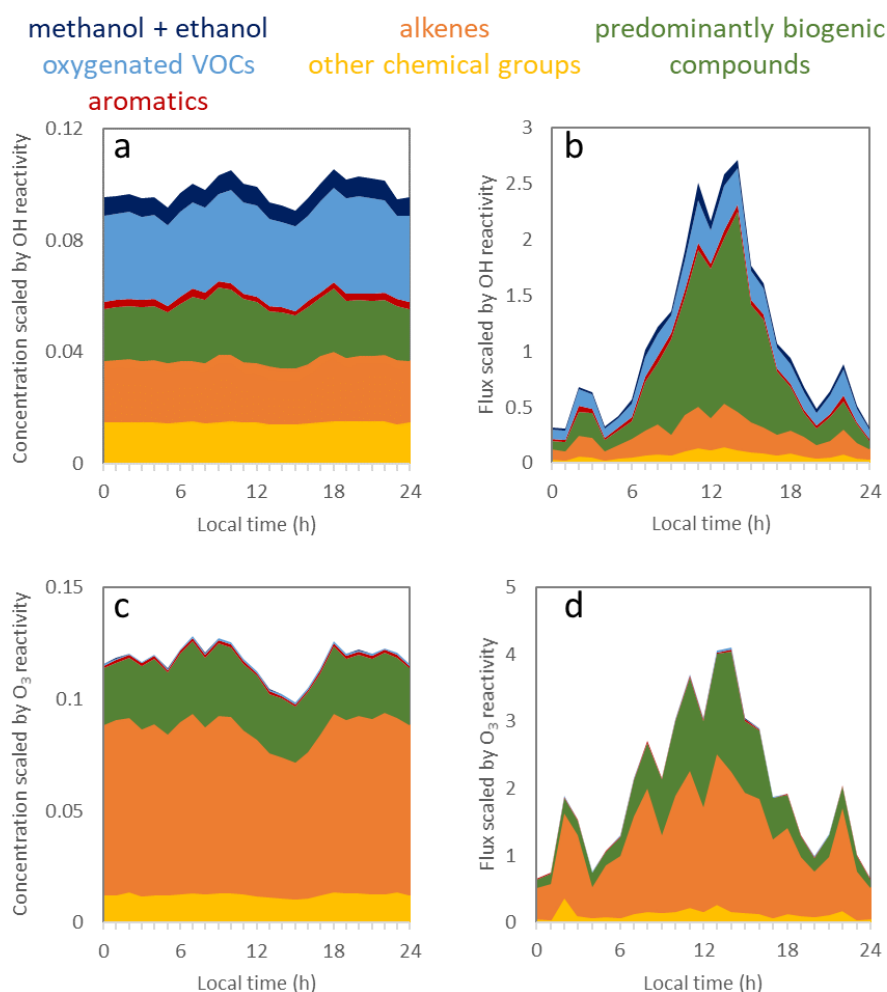 methanol + ethanol alkenes predominantly biogenic
oxygenated VOCs other chemical groups compounds
aromatics
a
Concentration scaled by OH reactivity
0.12
0.08
0.04
0
0 6 12 18 24
Local time (h)
b
Flux scaled by OH reactivity
3
2.5
2
1.5
1
0.5
0
0 6 12 18 24
Local time (h)
c
Concentration scaled by O₃ reactivity
0.15
0.1
0.05
0
0 6 12 18 24
Local time (h)
d
Flux scaled by O₃ reactivity
5
4
3
2
1
0
0 6 12 18 24
Local time (h)